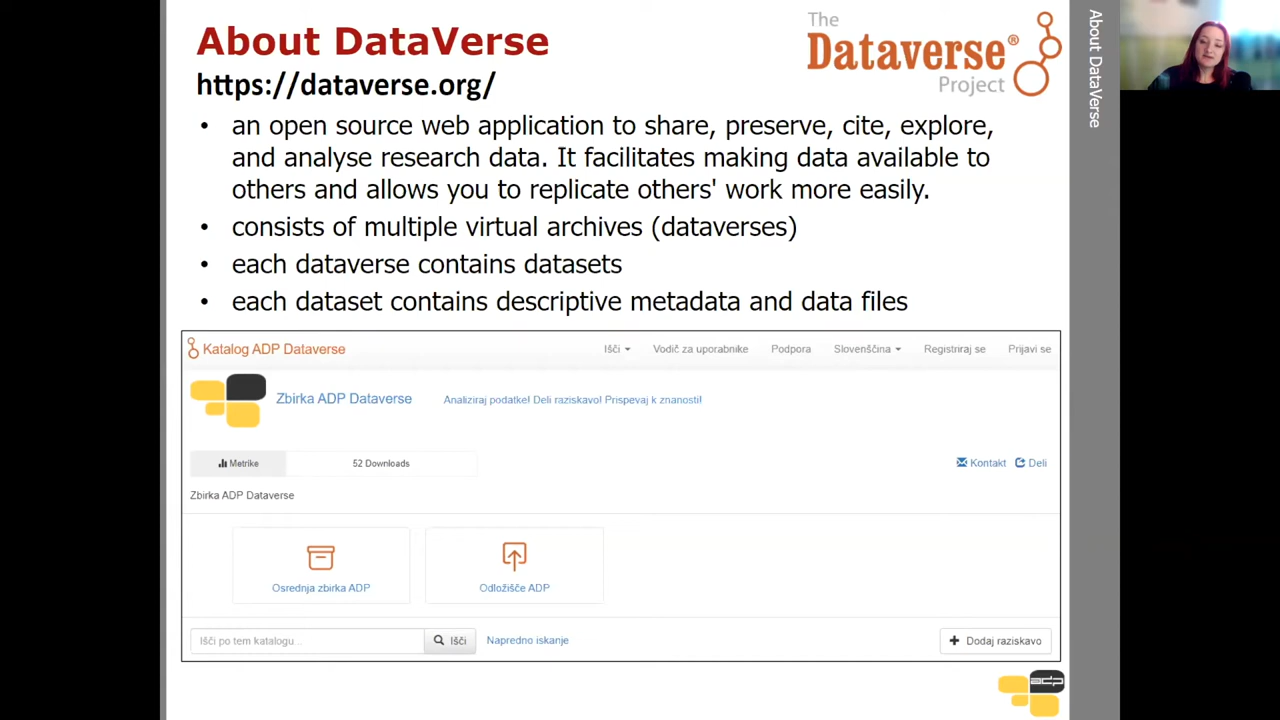 About DataVerse
https://dataverse.org/
The
Dataverse®
Project
• an open source web application to share, preserve, cite, explore,
and analyse research data. It facilitates making data available to
others and allows you to replicate others' work more easily.
• consists of multiple virtual archives (dataverses)
• each dataverse contains datasets
• each dataset contains descriptive metadata and data files
Katalog ADP Dataverse
Išči
Vodič za uporabnike
Podpora
Slovenščina
Registriraj se
Prijavi se
Zbirka ADP Dataverse
Analiziraj podatke! Deli raziskavo! Prispevaj k znanosti!
Metrike
52 Downloads
Kontakt
Deli
Zbirka ADP Dataverse
Osrednja zbirka ADP
Odložišče ADP
Išči po tem katalogu...
Išči
Napredno iskanje
+ Dodaj raziskavo
adp
About DataVerse